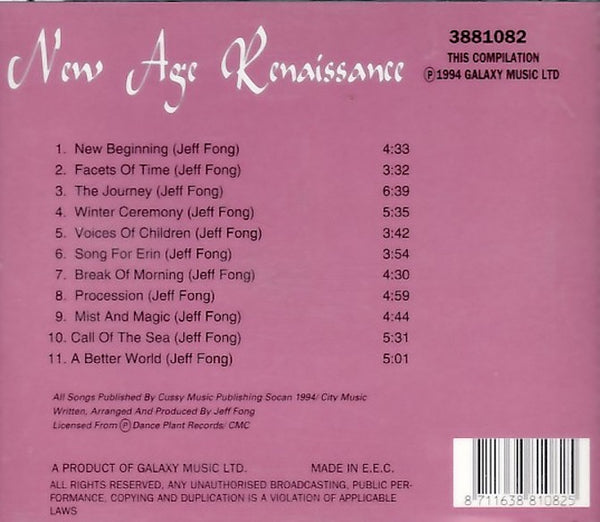 New Age Renaissance
3881082
THIS COMPILATION
Ⓟ1994 GALAXY MUSIC LTD
1. New Beginning (Jeff Fong) 4:33
2. Facets Of Time (Jeff Fong) 3:32
3. The Journey (Jeff Fong) 6:39
4. Winter Ceremony (Jeff Fong) 5:35
5. Voices Of Children (Jeff Fong) 3:42
6. Song For Erin (Jeff Fong) 3:54
7. Break Of Morning (Jeff Fong) 4:30
8. Procession (Jeff Fong) 4:59
9. Mist And Magic (Jeff Fong) 4:44
10. Call Of The Sea (Jeff Fong) 5:31
11. A Better World (Jeff Fong) 5:01
All Songs Published By Cussy Music Publishing Socan 1994/ City Music
Written, Arranged And Produced By Jeff Fong
Licensed From Ⓟ Dance Plant Records/ CMC
A PRODUCT OF GALAXY MUSIC LTD. MADE IN E.E.C.
ALL RIGHTS RESERVED, ANY UNAUTHORISED BROADCASTING, PUBLIC PER-
FORMANCE, COPYING AND DUPLICATION IS A VIOLATION OF APPLICABLE
LAWS
8 711638 810825